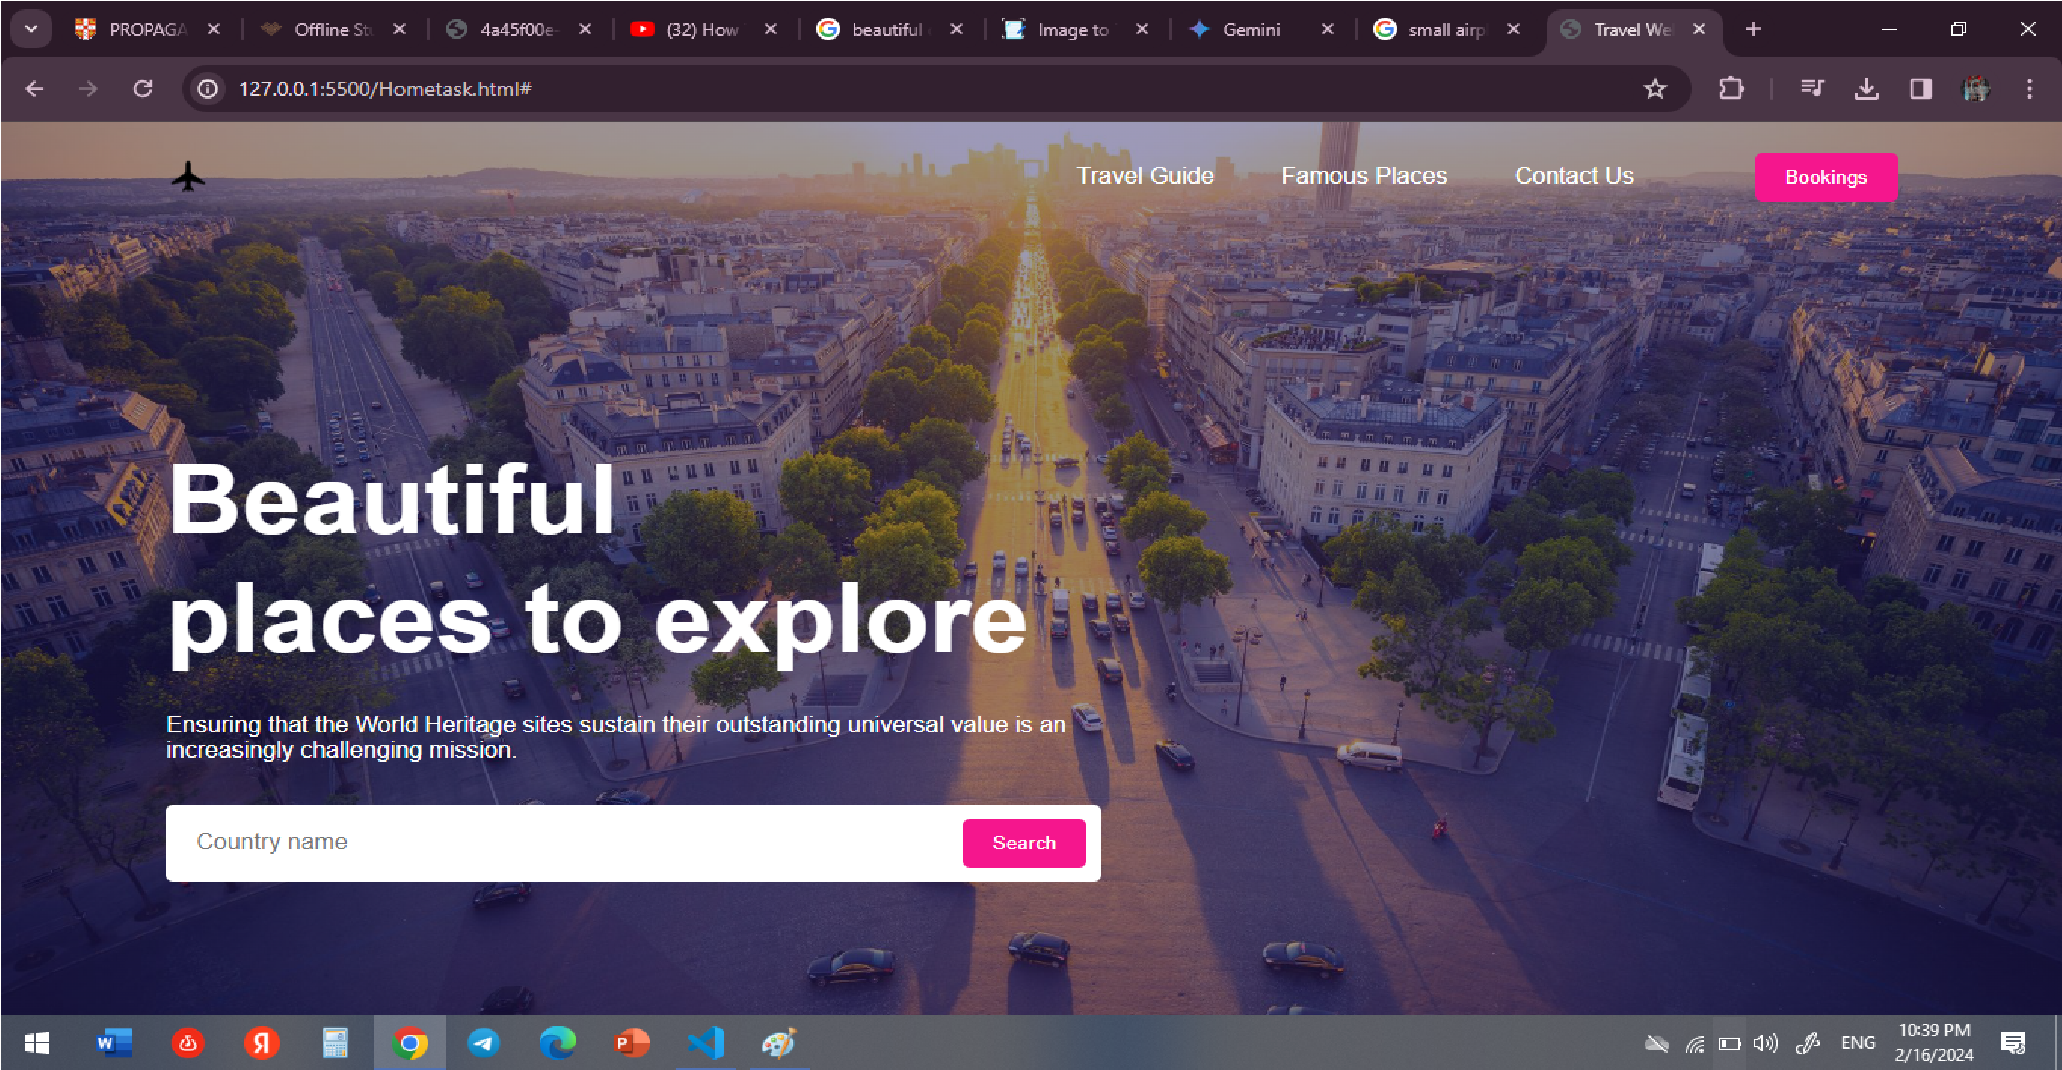 PROPAGA
Offline Stu
4a45f00e-
(32) How
beautiful
Image to
Gemini
small airp
Travel We
127.0.0.1:5500/Hometask.html#
Travel Guide
Famous Places
Contact Us
Bookings
Beautiful
places to explore
Ensuring that the World Heritage sites sustain their outstanding universal value is an
increasingly challenging mission.
Country name
Search
ENG
10:39 PM
2/16/2024